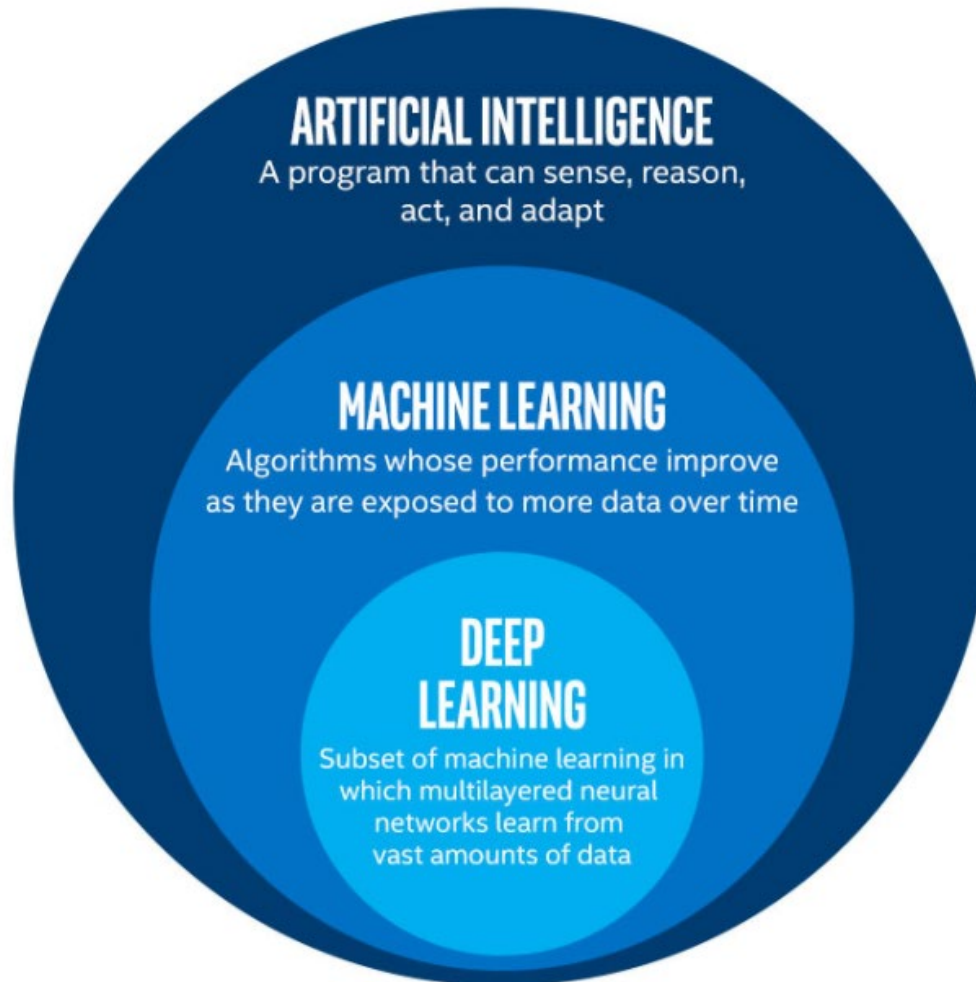 ARTIFICIAL INTELLIGENCE
A program that can sense, reason,
act, and adapt
MACHINE LEARNING
Algorithms whose performance improve
as they are exposed to more data over time
DEEP
LEARNING
Subset of machine learning in
which multilayered neural
networks learn from
vast amounts of data